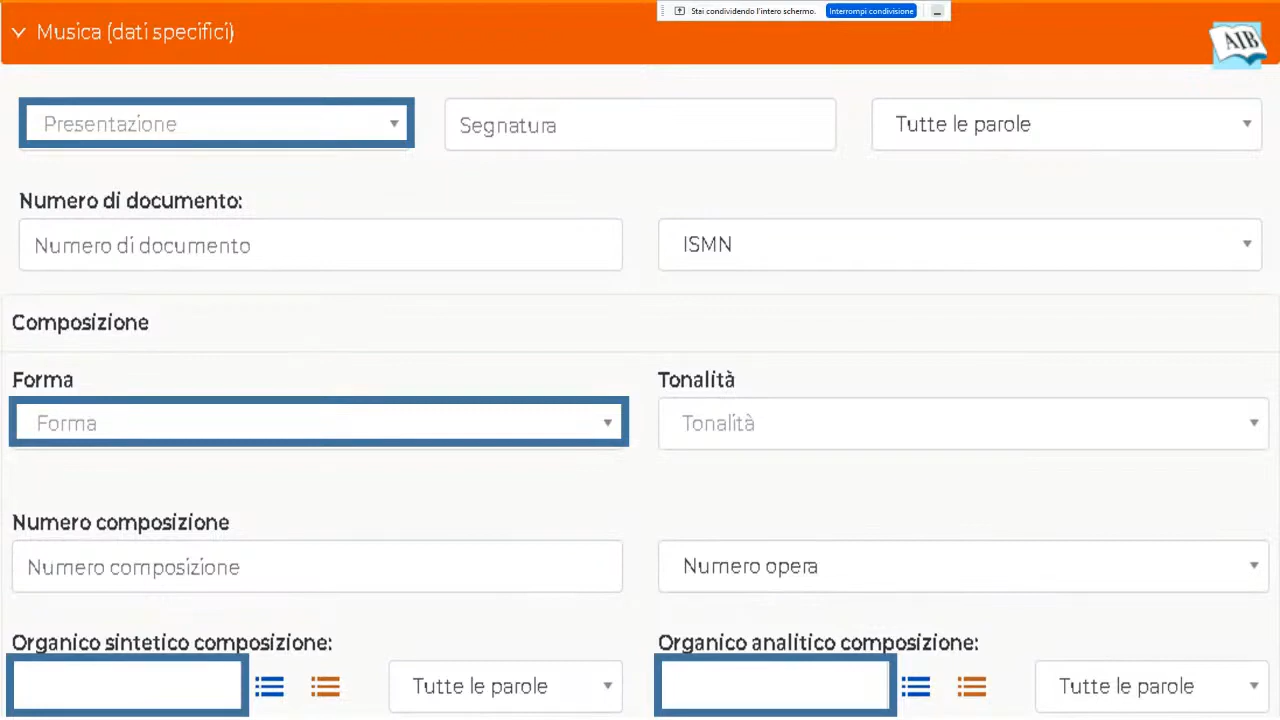 Stai condividendo l'intero schermo. Interrompi condivisione
Musica (dati specifici)
AIB
Presentazione
Segnatura
Tutte le parole
Numero di documento:
Numero di documento
ISMN
Composizione
Forma
Tonalità
Forma
Tonalità
Numero composizione
Numero composizione
Numero opera
Organico sintetico composizione:
Organico analitico composizione:
Tutte le parole
Tutte le parole